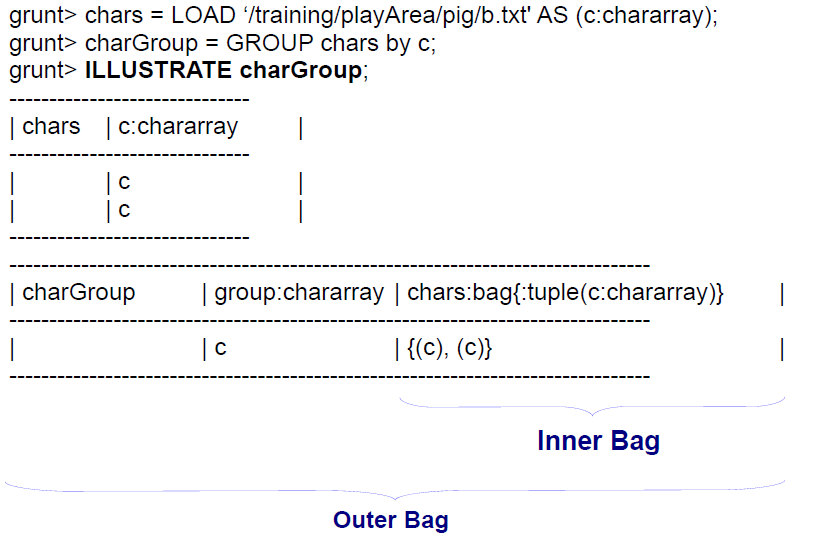 grunt> chars = LOAD ‘/training/playArea/pig/b.txt' AS (c:chararray);
grunt> charGroup = GROUP chars by c;
grunt> ILLUSTRATE charGroup;
------------------------------
| chars | c:chararray |
------------------------------
| | c |
| | c |
------------------------------
--------------------------------------------------------------------------------
| charGroup | group:chararray | chars:bag{:tuple(c:chararray)} |
--------------------------------------------------------------------------------
| | c | {(c), (c)} |
--------------------------------------------------------------------------------
Inner Bag
Outer Bag